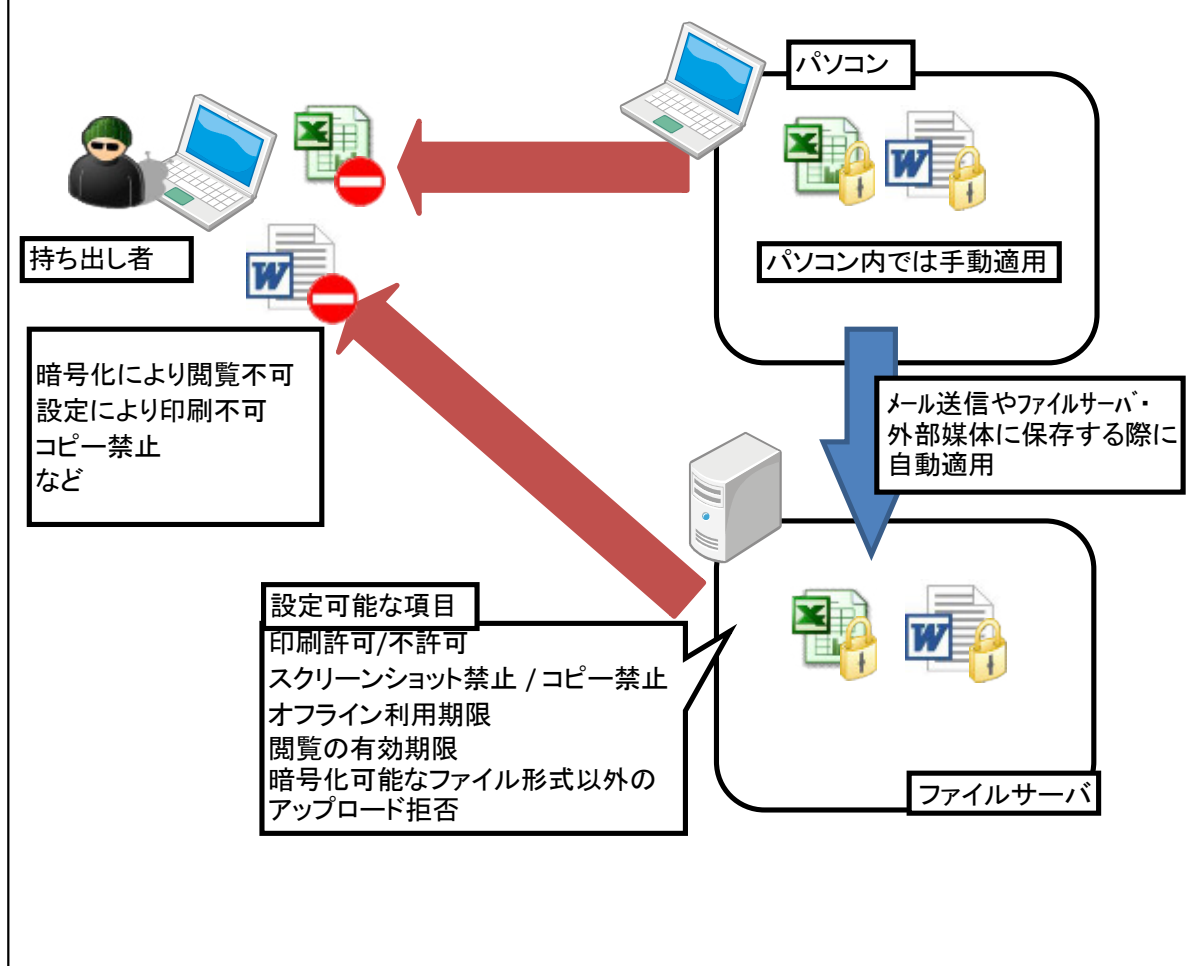 パソコン
パソコン内では手動適用
持ち出し者
暗号化により閲覧不可
設定により印刷不可
コピー禁止
など
ﾒｰﾙ送信やﾌｧｲﾙｻｰﾊﾞ・
外部媒体に保存する際に
自動適用
設定可能な項目
印刷許可/不許可
スクリーンショット禁止 / コピー禁止
オフライン利用期限
閲覧の有効期限
暗号化可能なファイル形式以外の
アップロード拒否
ファイルサーバ